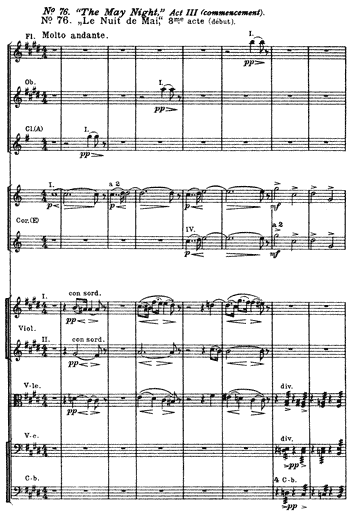 No 76. "The May Night," Act III (commencement).
No 76. „Le Nuit de Mai," 3me acte (début).
Fl. Molto andante.
I.
pp
Ob.
I.
pp
Cl.(A)
I.
pp
I.
a 2
p
p
p
mf
Cor.(E)
IV.
a 2
pp
mf
I.
con sord.
pp
Viol.
II.
con sord.
pp
V-le.
div.
pp
V-c.
div.
pp
C-b.
4 C-b.
pp